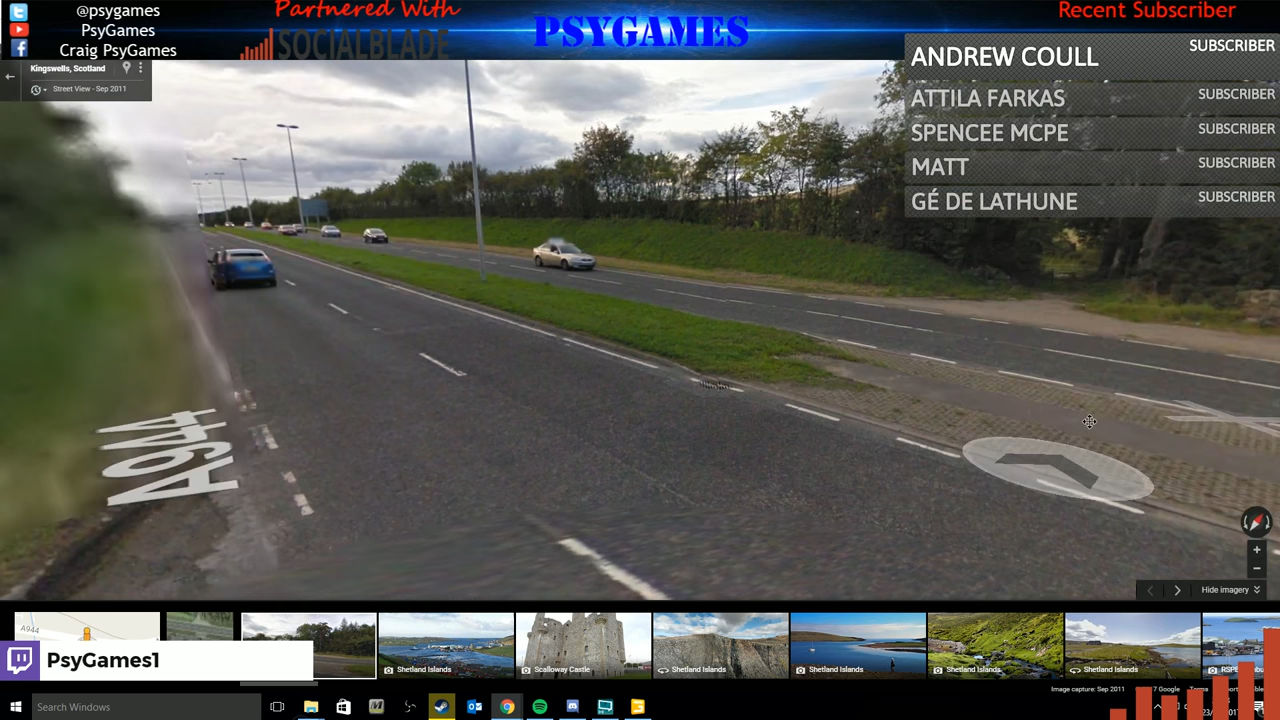 @psygames
PsyGames
Craig PsyGames
Partnered With
SOCIALBLADE
PSYGAMES
Recent Subscriber
ANDREW COULL SUBSCRIBER
ATTILA FARKAS SUBSCRIBER
SPENCEE MCPE SUBSCRIBER
MATT SUBSCRIBER
GÉ DE LATHUNE SUBSCRIBER
Kingswells, Scotland
Street View - Sep 2011
A944
Hide imagery
A944
Shetland Islands
Scalloway Castle
Shetland Islands
Shetland Islands
Shetland Islands
Shetland Islands
PsyGames1
Image capture: Sep 2011
Google
Search Windows